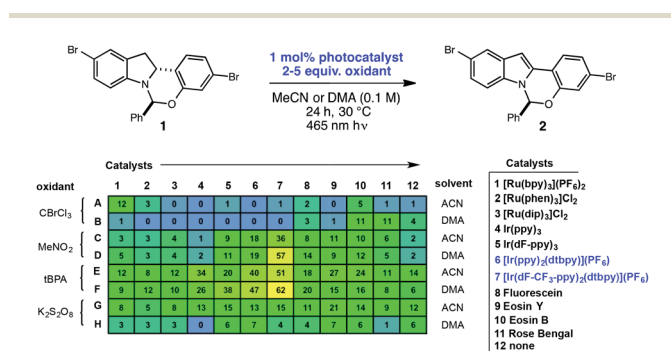 Br
Br
N
O
Ph
1
1 mol% photocatalyst
2-5 equiv. oxidant
MeCN or DMA (0.1 M)
24 h, 30 °C
465 nm hν
Br
Br
N
O
Ph
2
Catalysts
oxidant 1 2 3 4 5 6 7 8 9 10 11 12 solvent
CBrCl₃ A 12 3 0 0 1 0 1 2 0 5 1 1 ACN
B 1 0 0 0 0 0 0 3 1 11 11 4 DMA
MeNO₂ C 3 3 4 1 9 18 36 8 11 10 6 2 ACN
D 5 3 4 2 11 19 57 14 9 12 5 2 DMA
tBPA E 12 8 12 34 20 40 51 18 27 24 11 14 ACN
F 9 12 10 26 38 47 62 20 15 16 8 6 DMA
K₂S₂O₈ G 8 5 8 13 15 13 15 11 21 14 9 12 ACN
H 3 3 3 0 6 7 4 4 7 6 1 6 DMA
Catalysts
1 [Ru(bpy)₃](PF₆)₂
2 [Ru(phen)₃]Cl₂
3 [Ru(dip)₃]Cl₂
4 Ir(ppy)₃
5 Ir(dF-ppy)₃
6 [Ir(ppy)₂(dtbpy)](PF₆)
7 [Ir(dF-CF₃-ppy)₂(dtbpy)](PF₆)
8 Fluorescein
9 Eosin Y
10 Eosin B
11 Rose Bengal
12 none